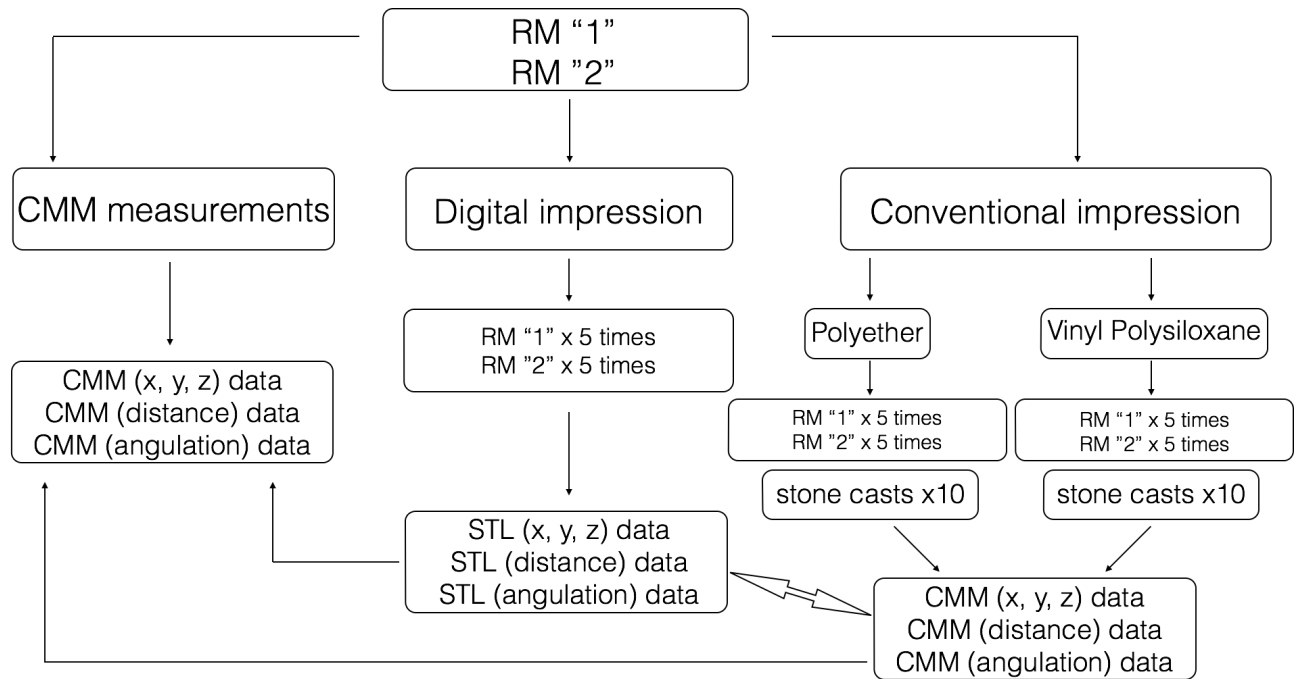 RM “1”
RM ”2”
CMM measurements
Digital impression
Conventional impression
RM “1” x 5 times
RM ”2” x 5 times
Polyether
Vinyl Polysiloxane
CMM (x, y, z) data
CMM (distance) data
CMM (angulation) data
RM “1” x 5 times
RM ”2” x 5 times
RM “1” x 5 times
RM ”2” x 5 times
stone casts x10
stone casts x10
STL (x, y, z) data
STL (distance) data
STL (angulation) data
CMM (x, y, z) data
CMM (distance) data
CMM (angulation) data